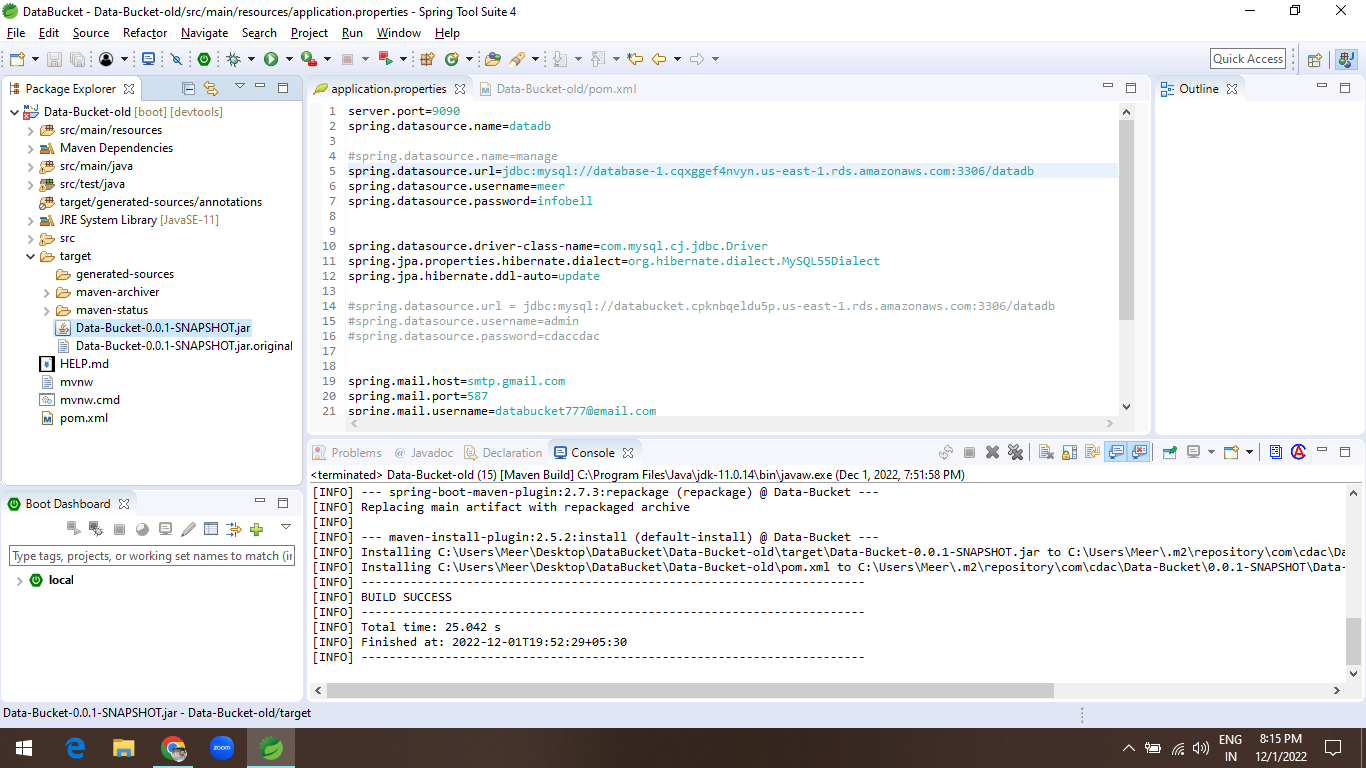 DataBucket - Data-Bucket-old/src/main/resources/application.properties - Spring Tool Suite 4
File Edit Source Refactor Navigate Search Project Run Window Help
Quick Access
Package Explorer
Data-Bucket-old [boot] [devtools]
src/main/resources
Maven Dependencies
src/main/java
src/test/java
target/generated-sources/annotations
JRE System Library [JavaSE-11]
src
target
generated-sources
maven-archiver
maven-status
Data-Bucket-0.0.1-SNAPSHOT.jar
Data-Bucket-0.0.1-SNAPSHOT.jar.original
HELP.md
mvnw
mvnw.cmd
pom.xml
application.properties
Data-Bucket-old/pom.xml
1 server.port=9090
2 spring.datasource.name=datadb
3
4 #spring.datasource.name=manage
5 spring.datasource.url=jdbc:mysql://database-1.cqxggef4nvyn.us-east-1.rds.amazonaws.com:3306/datadb
6 spring.datasource.username=meer
7 spring.datasource.password=infobell
8
9
10 spring.datasource.driver-class-name=com.mysql.cj.jdbc.Driver
11 spring.jpa.properties.hibernate.dialect=org.hibernate.dialect.MySQL55Dialect
12 spring.jpa.hibernate.ddl-auto=update
13
14 #spring.datasource.url = jdbc:mysql://databucket.cpknbqeldu5p.us-east-1.rds.amazonaws.com:3306/datadb
15 #spring.datasource.username=admin
16 #spring.datasource.password=cdaccdac
17
18
19 spring.mail.host=smtp.gmail.com
20 spring.mail.port=587
21 spring.mail.username=databucket777@gmail.com
Outline
Boot Dashboard
Type tags, projects, or working set names to match (in
local
Problems @ Javadoc Declaration Console
<terminated> Data-Bucket-old (15) [Maven Build] C:\Program Files\Java\jdk-11.0.14\bin\javaw.exe (Dec 1, 2022, 7:51:58 PM)
[INFO] --- spring-boot-maven-plugin:2.7.3:repackage (repackage) @ Data-Bucket ---
[INFO] Replacing main artifact with repackaged archive
[INFO]
[INFO] --- maven-install-plugin:2.5.2:install (default-install) @ Data-Bucket ---
[INFO] Installing C:\Users\Meer\Desktop\DataBucket\Data-Bucket-old\target\Data-Bucket-0.0.1-SNAPSHOT.jar to C:\Users\Meer\.m2\repository\com\cdac\Da
[INFO] Installing C:\Users\Meer\Desktop\DataBucket\Data-Bucket-old\pom.xml to C:\Users\Meer\.m2\repository\com\cdac\Data-Bucket\0.0.1-SNAPSHOT\Data-
[INFO] ------------------------------------------------------------------------
[INFO] BUILD SUCCESS
[INFO] ------------------------------------------------------------------------
[INFO] Total time: 25.042 s
[INFO] Finished at: 2022-12-01T19:52:29+05:30
[INFO] ------------------------------------------------------------------------
Data-Bucket-0.0.1-SNAPSHOT.jar - Data-Bucket-old/target
zoom
ENG
IN
8:15 PM
12/1/2022